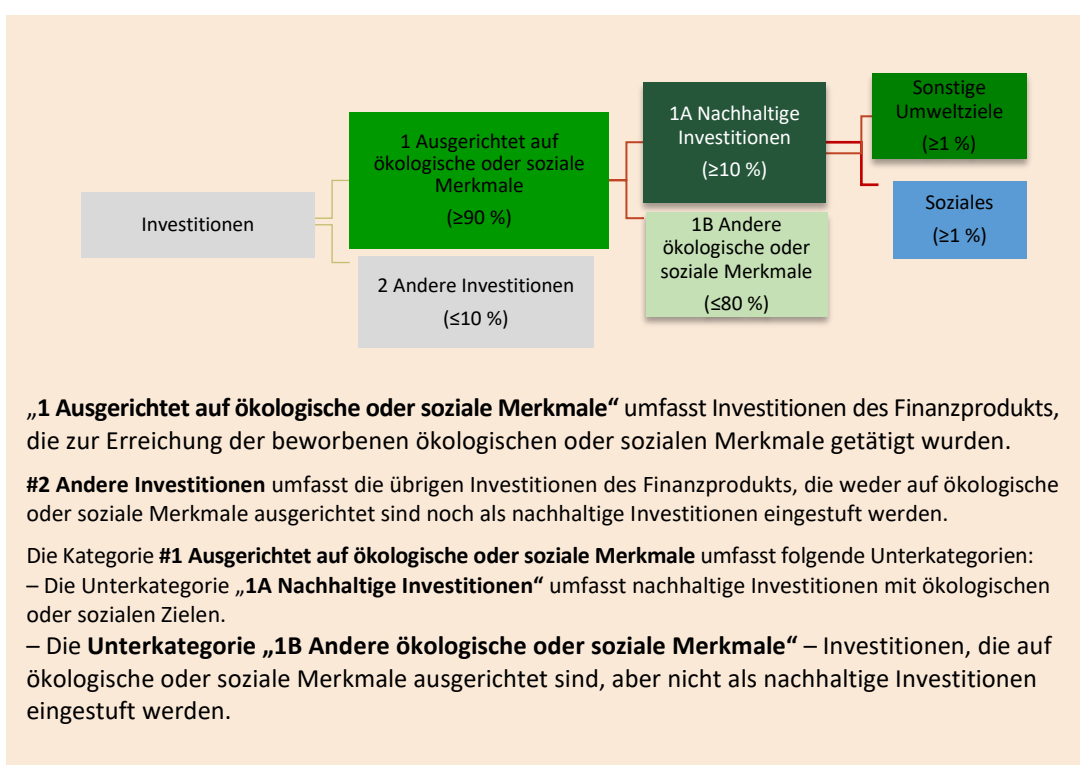 Investitionen
1 Ausgerichtet auf
ökologische oder soziale
Merkmale
(≥90 %)
2 Andere Investitionen
(≤10 %)
1A Nachhaltige
Investitionen
(≥10 %)
1B Andere
ökologische oder
soziale Merkmale
(≤80 %)
Sonstige
Umweltziele
(≥1 %)
Soziales
(≥1 %)
„1 Ausgerichtet auf ökologische oder soziale Merkmale“ umfasst Investitionen des Finanzprodukts,
die zur Erreichung der beworbenen ökologischen oder sozialen Merkmale getätigt wurden.
#2 Andere Investitionen umfasst die übrigen Investitionen des Finanzprodukts, die weder auf ökologische
oder soziale Merkmale ausgerichtet sind noch als nachhaltige Investitionen eingestuft werden.
Die Kategorie #1 Ausgerichtet auf ökologische oder soziale Merkmale umfasst folgende Unterkategorien:
– Die Unterkategorie „1A Nachhaltige Investitionen“ umfasst nachhaltige Investitionen mit ökologischen
oder sozialen Zielen.
– Die Unterkategorie „1B Andere ökologische oder soziale Merkmale“ – Investitionen, die auf
ökologische oder soziale Merkmale ausgerichtet sind, aber nicht als nachhaltige Investitionen
eingestuft werden.